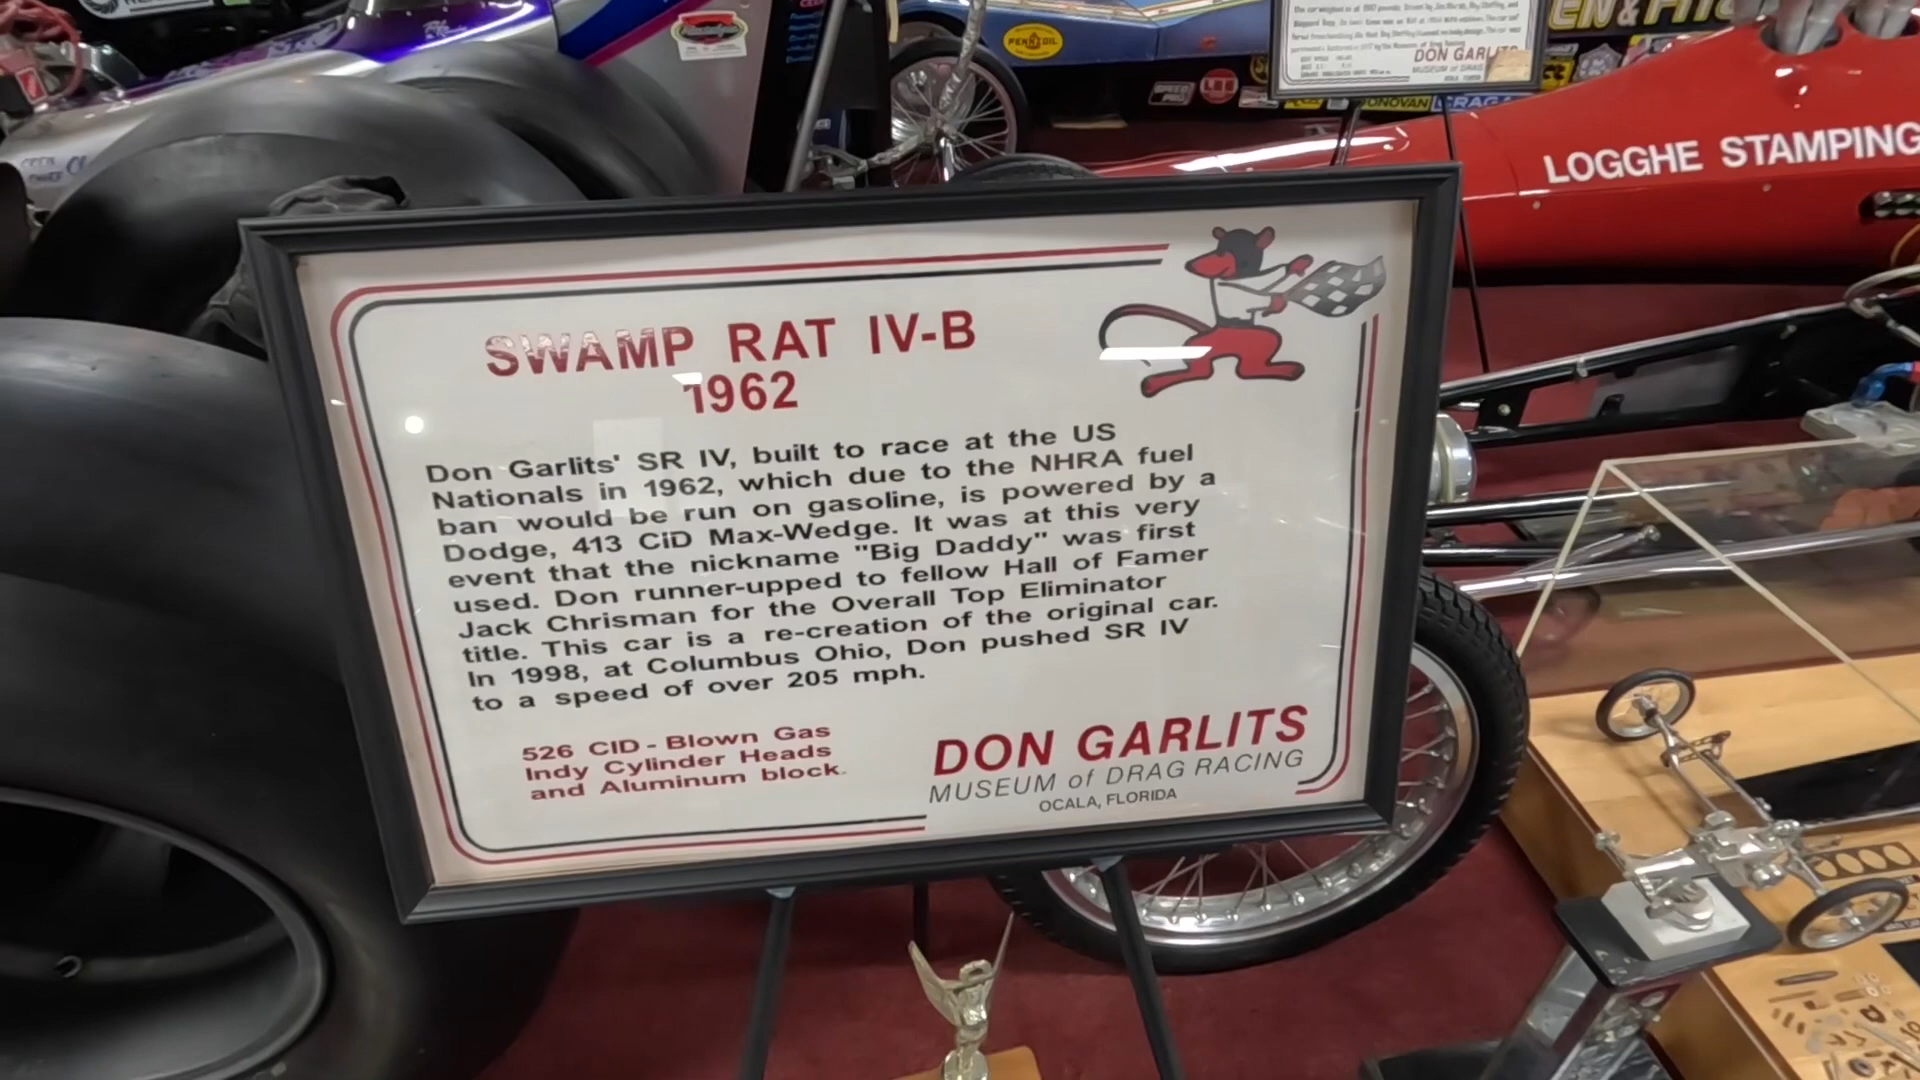 PENNZOIL
DON GARLITS
MUSEUM of DRAG
DONOVAN
CRAGAR
LOGGHE STAMPING
SWAMP RAT IV-B
1962
Don Garlits' SR IV, built to race at the US
Nationals in 1962, which due to the NHRA fuel
ban would be run on gasoline, is powered by a
Dodge, 413 CiD Max-Wedge. It was at this very
event that the nickname "Big Daddy" was first
used. Don runner-upped to fellow Hall of Famer
Jack Chrisman for the Overall Top Eliminator
title. This car is a re-creation of the original car.
In 1998, at Columbus Ohio, Don pushed SR IV
to a speed of over 205 mph.
526 CID - Blown Gas
Indy Cylinder Heads
and Aluminum block.
DON GARLITS
MUSEUM of DRAG RACING
OCALA, FLORIDA